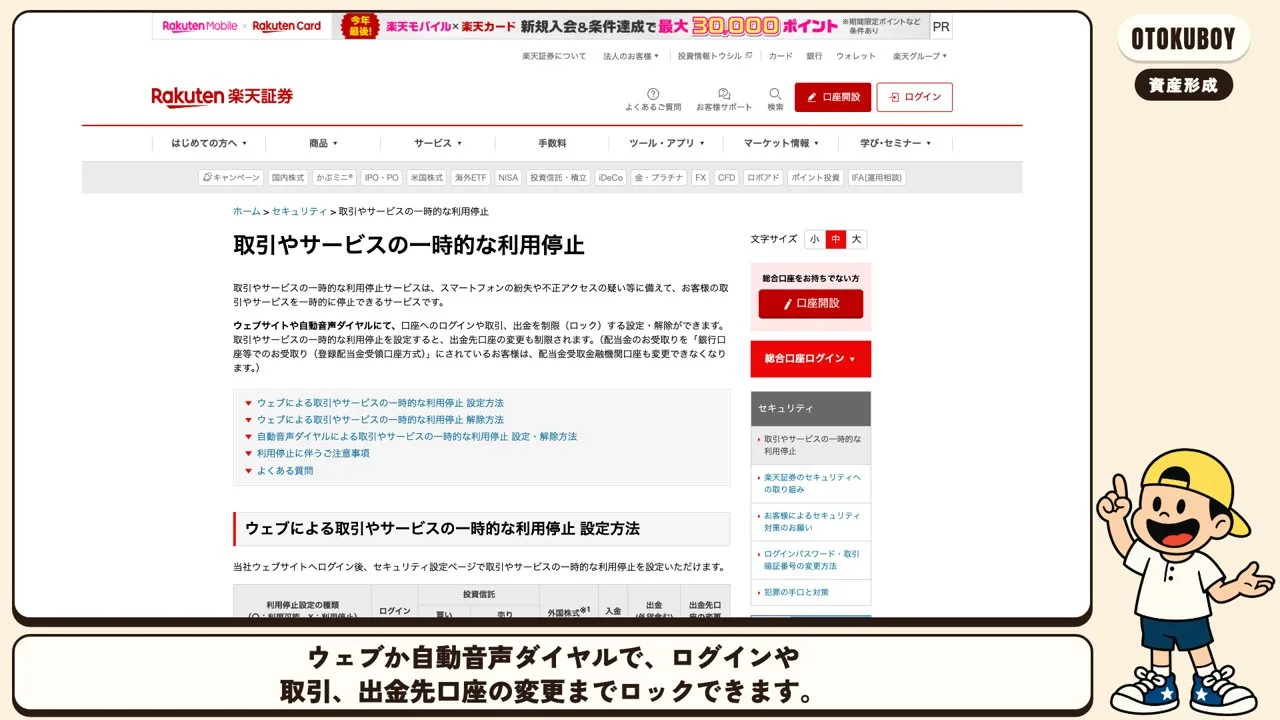 Rakuten Mobile × Rakuten Card 今年最後! 楽天モバイル×楽天カード 新規入会&条件達成で最大30,000ポイント ※期間限定ポイントなど条件あり PR
OTOKUBOY
資産形成
楽天証券について 法人のお客様▼ 投資情報トウシル カード 銀行 ウォレット 楽天グループ▼
Rakuten 楽天証券
よくあるご質問 お客様サポート 検索 口座開設 ログイン
はじめての方へ▼ 商品▼ サービス▼ 手数料 ツール・アプリ▼ マーケット情報▼ 学び・セミナー▼
キャンペーン 国内株式 かぶミニ® IPO・PO 米国株式 海外ETF NISA 投資信託・積立 iDeCo 金・プラチナ FX CFD ロボアド ポイント投資 IFA(運用相談)
ホーム > セキュリティ > 取引やサービスの一時的な利用停止
取引やサービスの一時的な利用停止
文字サイズ 小 中 大
取引やサービスの一時的な利用停止サービスは、スマートフォンの紛失や不正アクセスの疑い等に備えて、お客様の取
引やサービスを一時的に停止できるサービスです。
ウェブサイトや自動音声ダイヤルにて、口座へのログインや取引、出金を制限（ロック）する設定・解除ができます。
取引やサービスの一時的な利用停止を設定すると、出金先口座の変更も制限されます。（配当金のお受取りを「銀行口
座等でのお受取り（登録配当金受領口座方式）」にされているお客様は、配当金受取金融機関口座も変更できなくなり
ます。）
▼ ウェブによる取引やサービスの一時的な利用停止 設定方法
▼ ウェブによる取引やサービスの一時的な利用停止 解除方法
▼ 自動音声ダイヤルによる取引やサービスの一時的な利用停止 設定・解除方法
▼ 利用停止に伴うご注意事項
▼ よくある質問
ウェブによる取引やサービスの一時的な利用停止 設定方法
当社ウェブサイトへログイン後、セキュリティ設定ページで取引やサービスの一時的な利用停止を設定いただけます。
利用停止設定の種類
(○：利用可能、×：利用停止)
ログイン
投資信託
買い 売り
外国株式※1
入金
出金
(外貨含む)
出金先口
座の変更
総合口座をお持ちでない方
口座開設
総合口座ログイン ▼
セキュリティ
取引やサービスの一時的な
利用停止
楽天証券のセキュリティへ
の取り組み
お客様によるセキュリティ
対策のお願い
ログインパスワード・取引
暗証番号の変更方法
犯罪の手口と対策
ウェブか自動音声ダイヤルで、ログインや
取引、出金先口座の変更までロックできます。